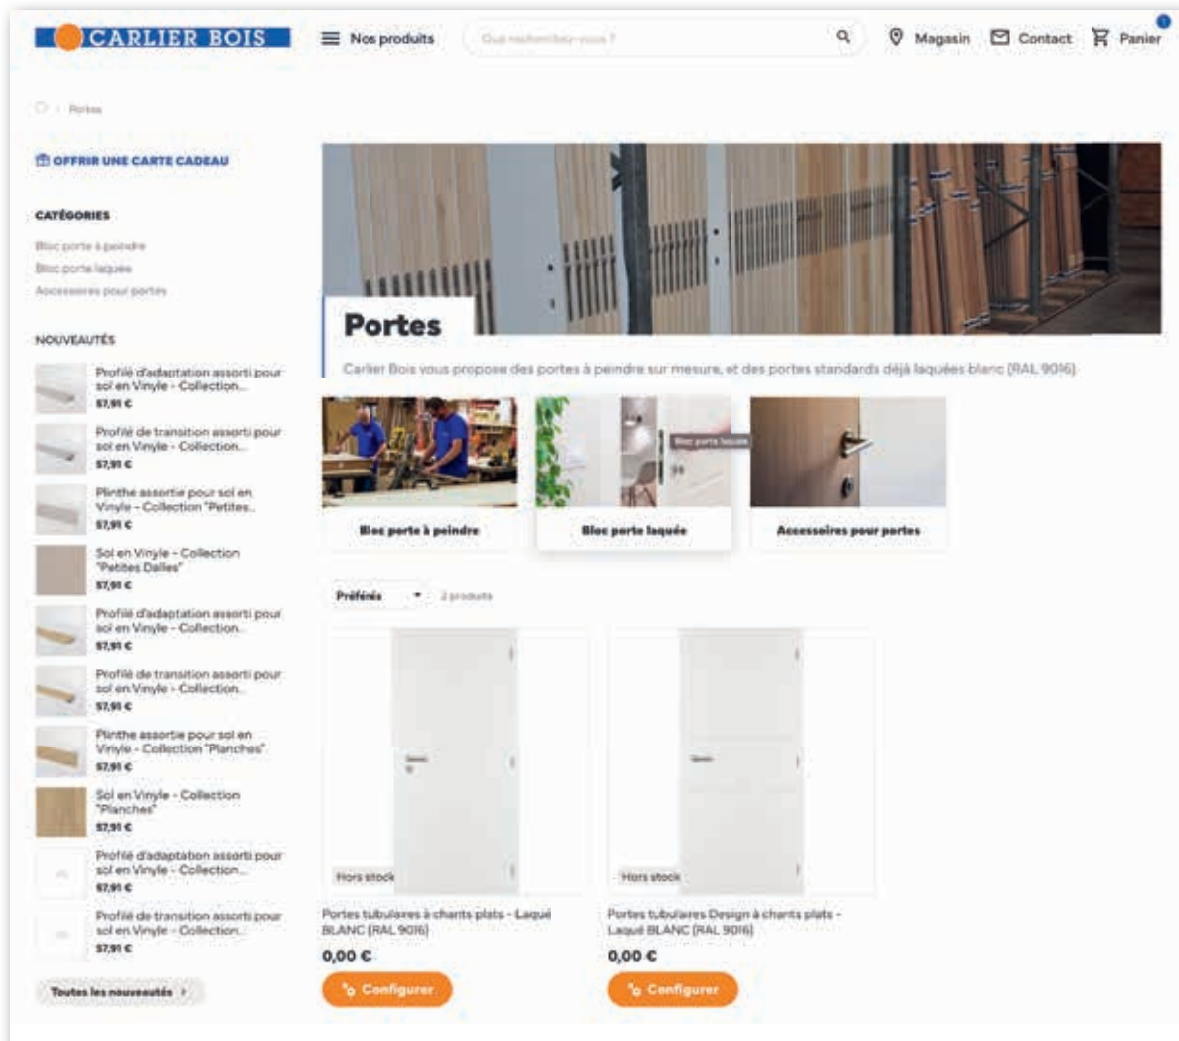 CARLIER BOIS
Nos produits
Que recherchez-vous ?
Magasin
Contact
Panier
Portes
OFFRIR UNE CARTE CADEAU
CATÉGORIES
Bloc porte à peindre
Bloc porte laquée
Accessoires pour portes
NOUVEAUTÉS
Profilé d'adaptation assorti pour
sol en Vinyle - Collection...
57,91 €
Profilé de transition assorti pour
sol en Vinyle - Collection...
57,91 €
Plinthe assortie pour sol en
Vinyle - Collection "Petites...
57,91 €
Sol en Vinyle - Collection
"Petites Dalles"
57,91 €
Profilé d'adaptation assorti pour
sol en Vinyle - Collection...
57,91 €
Profilé de transition assorti pour
sol en Vinyle - Collection...
57,91 €
Plinthe assortie pour sol en
Vinyle - Collection "Planches"
57,91 €
Sol en Vinyle - Collection
"Planches"
57,91 €
Profilé d'adaptation assorti pour
sol en Vinyle - Collection...
57,91 €
Profilé de transition assorti pour
sol en Vinyle - Collection...
57,91 €
Toutes les nouveautés
Portes
Carlier Bois vous propose des portes à peindre sur mesure, et des portes standards déjà laquées blanc (RAL 9016)
Bloc porte laquée
Bloc porte à peindre
Bloc porte laquée
Accessoires pour portes
Préférés
2 produits
Hors stock
Portes tubulaires à chants plats - Laqué
BLANC (RAL 9016)
0,00 €
Configurer
Hors stock
Portes tubulaires Design à chants plats -
Laqué BLANC (RAL 9016)
0,00 €
Configurer